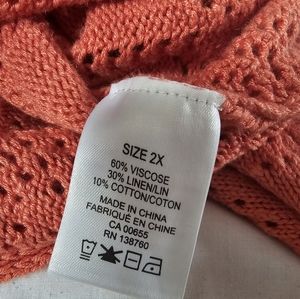 SIZE 2X
60% VISCOSE
30% LINEN/LIN
10% COTTON/COTON
MADE IN CHINA
FABRIQUÉ EN CHINE
CA 00655
RN 138760